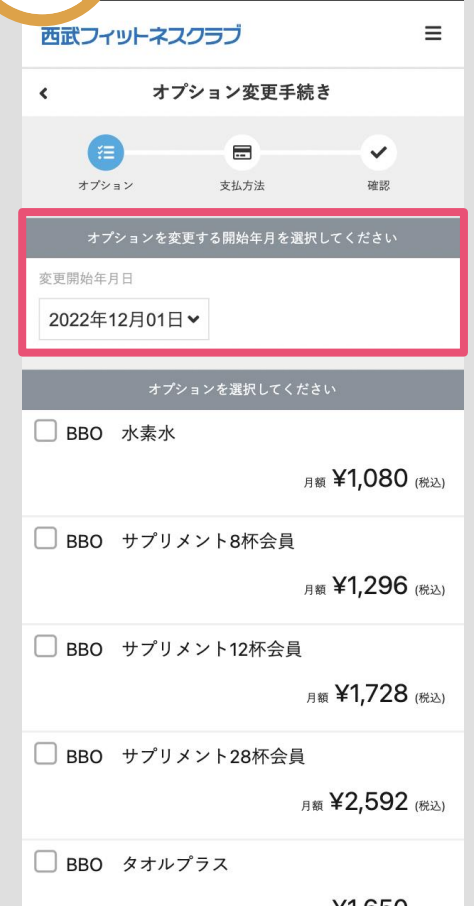 西武フィットネスクラブ
オプション変更手続き
オプション
支払方法
確認
オプションを変更する開始年月を選択してください
変更開始年月日
2022年12月01日
オプションを選択してください
BBO 水素水
月額 ¥1,080 (税込)
BBO サプリメント8杯会員
月額 ¥1,296 (税込)
BBO サプリメント12杯会員
月額 ¥1,728 (税込)
BBO サプリメント28杯会員
月額 ¥2,592 (税込)
BBO タオルプラス